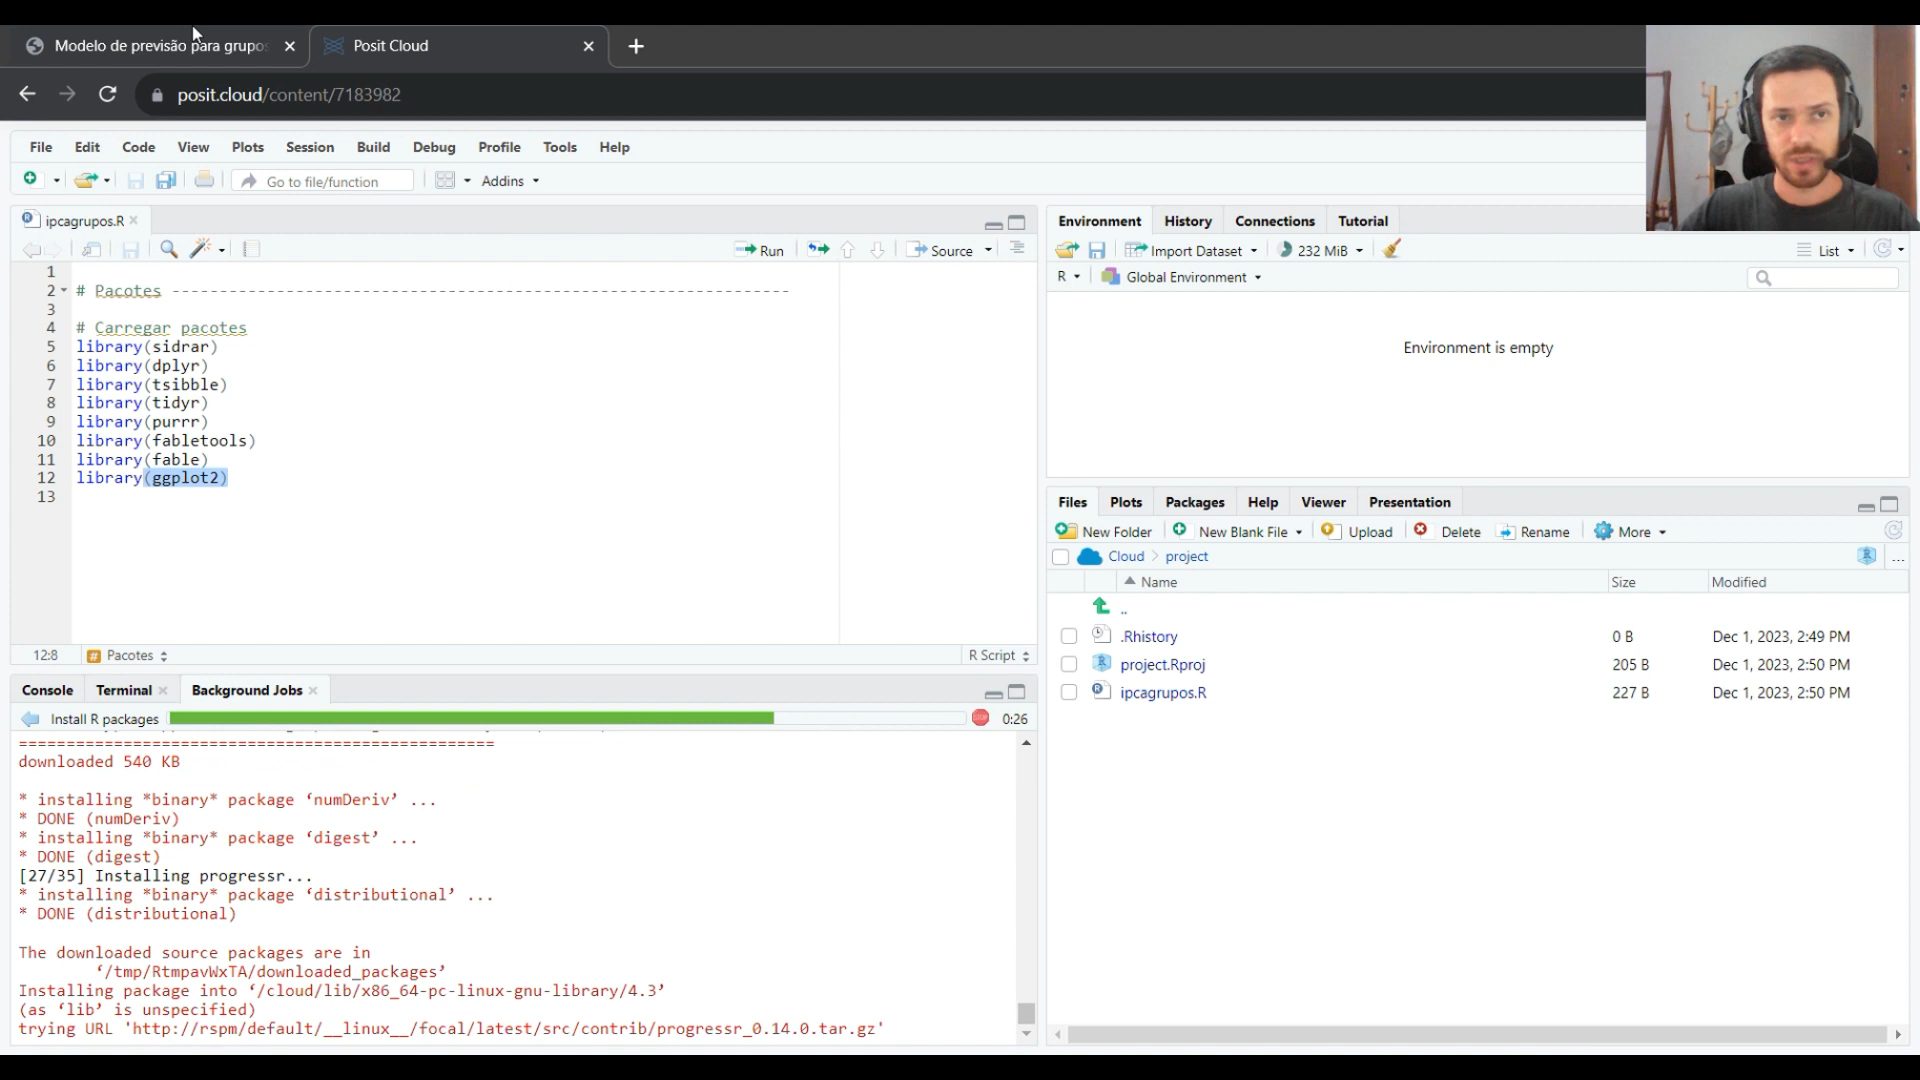 Modelo de previsão para grupos
Posit Cloud
posit.cloud/content/7183982
File Edit Code View Plots Session Build Debug Profile Tools Help
Go to file/function
Addins
ipcagrupos.R
Run
Source
1
2 # Pacotes -----------------------------------------------------------------
3
4 # Carregar pacotes
5 library(sidrar)
6 library(dplyr)
7 library(tsibble)
8 library(tidyr)
9 library(purrr)
10 library(fabletools)
11 library(fable)
12 library(ggplot2)
13
12:8 # Pacotes R Script
Console Terminal Background Jobs
Install R packages STOP 0:26
==================================================
downloaded 540 KB
* installing *binary* package ‘numDeriv’ ...
* DONE (numDeriv)
* installing *binary* package ‘digest’ ...
* DONE (digest)
[27/35] Installing progressr...
* installing *binary* package ‘distributional’ ...
* DONE (distributional)
The downloaded source packages are in
‘/tmp/RtmpavWxTA/downloaded_packages’
Installing package into ‘/cloud/lib/x86_64-pc-linux-gnu-library/4.3’
(as ‘lib’ is unspecified)
trying URL 'http://rspm/default/__linux__/focal/latest/src/contrib/progressr_0.14.0.tar.gz'
Environment History Connections Tutorial
Import Dataset 232 MiB List
R Global Environment
Environment is empty
Files Plots Packages Help Viewer Presentation
New Folder New Blank File Upload Delete Rename More
Cloud > project ...
Name Size Modified
..
.Rhistory 0 B Dec 1, 2023, 2:49 PM
project.Rproj 205 B Dec 1, 2023, 2:50 PM
ipcagrupos.R 227 B Dec 1, 2023, 2:50 PM